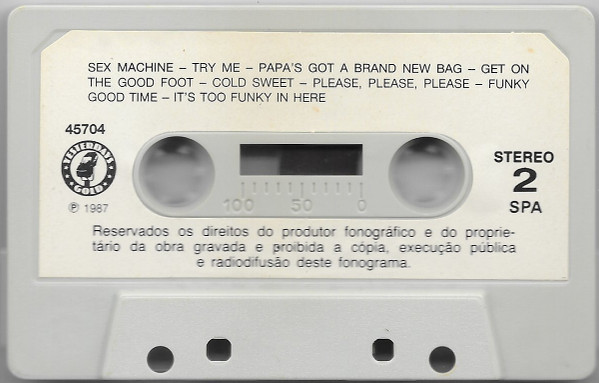 SEX MACHINE – TRY ME – PAPA'S GOT A BRAND NEW BAG – GET ON
THE GOOD FOOT – COLD SWEET – PLEASE, PLEASE, PLEASE – FUNKY
GOOD TIME – IT'S TOO FUNKY IN HERE
45704
YESTERDAYS
GOLD
℗ 1987
100 50 0
STEREO
2
SPA
Reservados os direitos do produtor fonográfico e do proprie-
tário da obra gravada e proibida a cópia, execução pública
e radiodifusão deste fonograma.